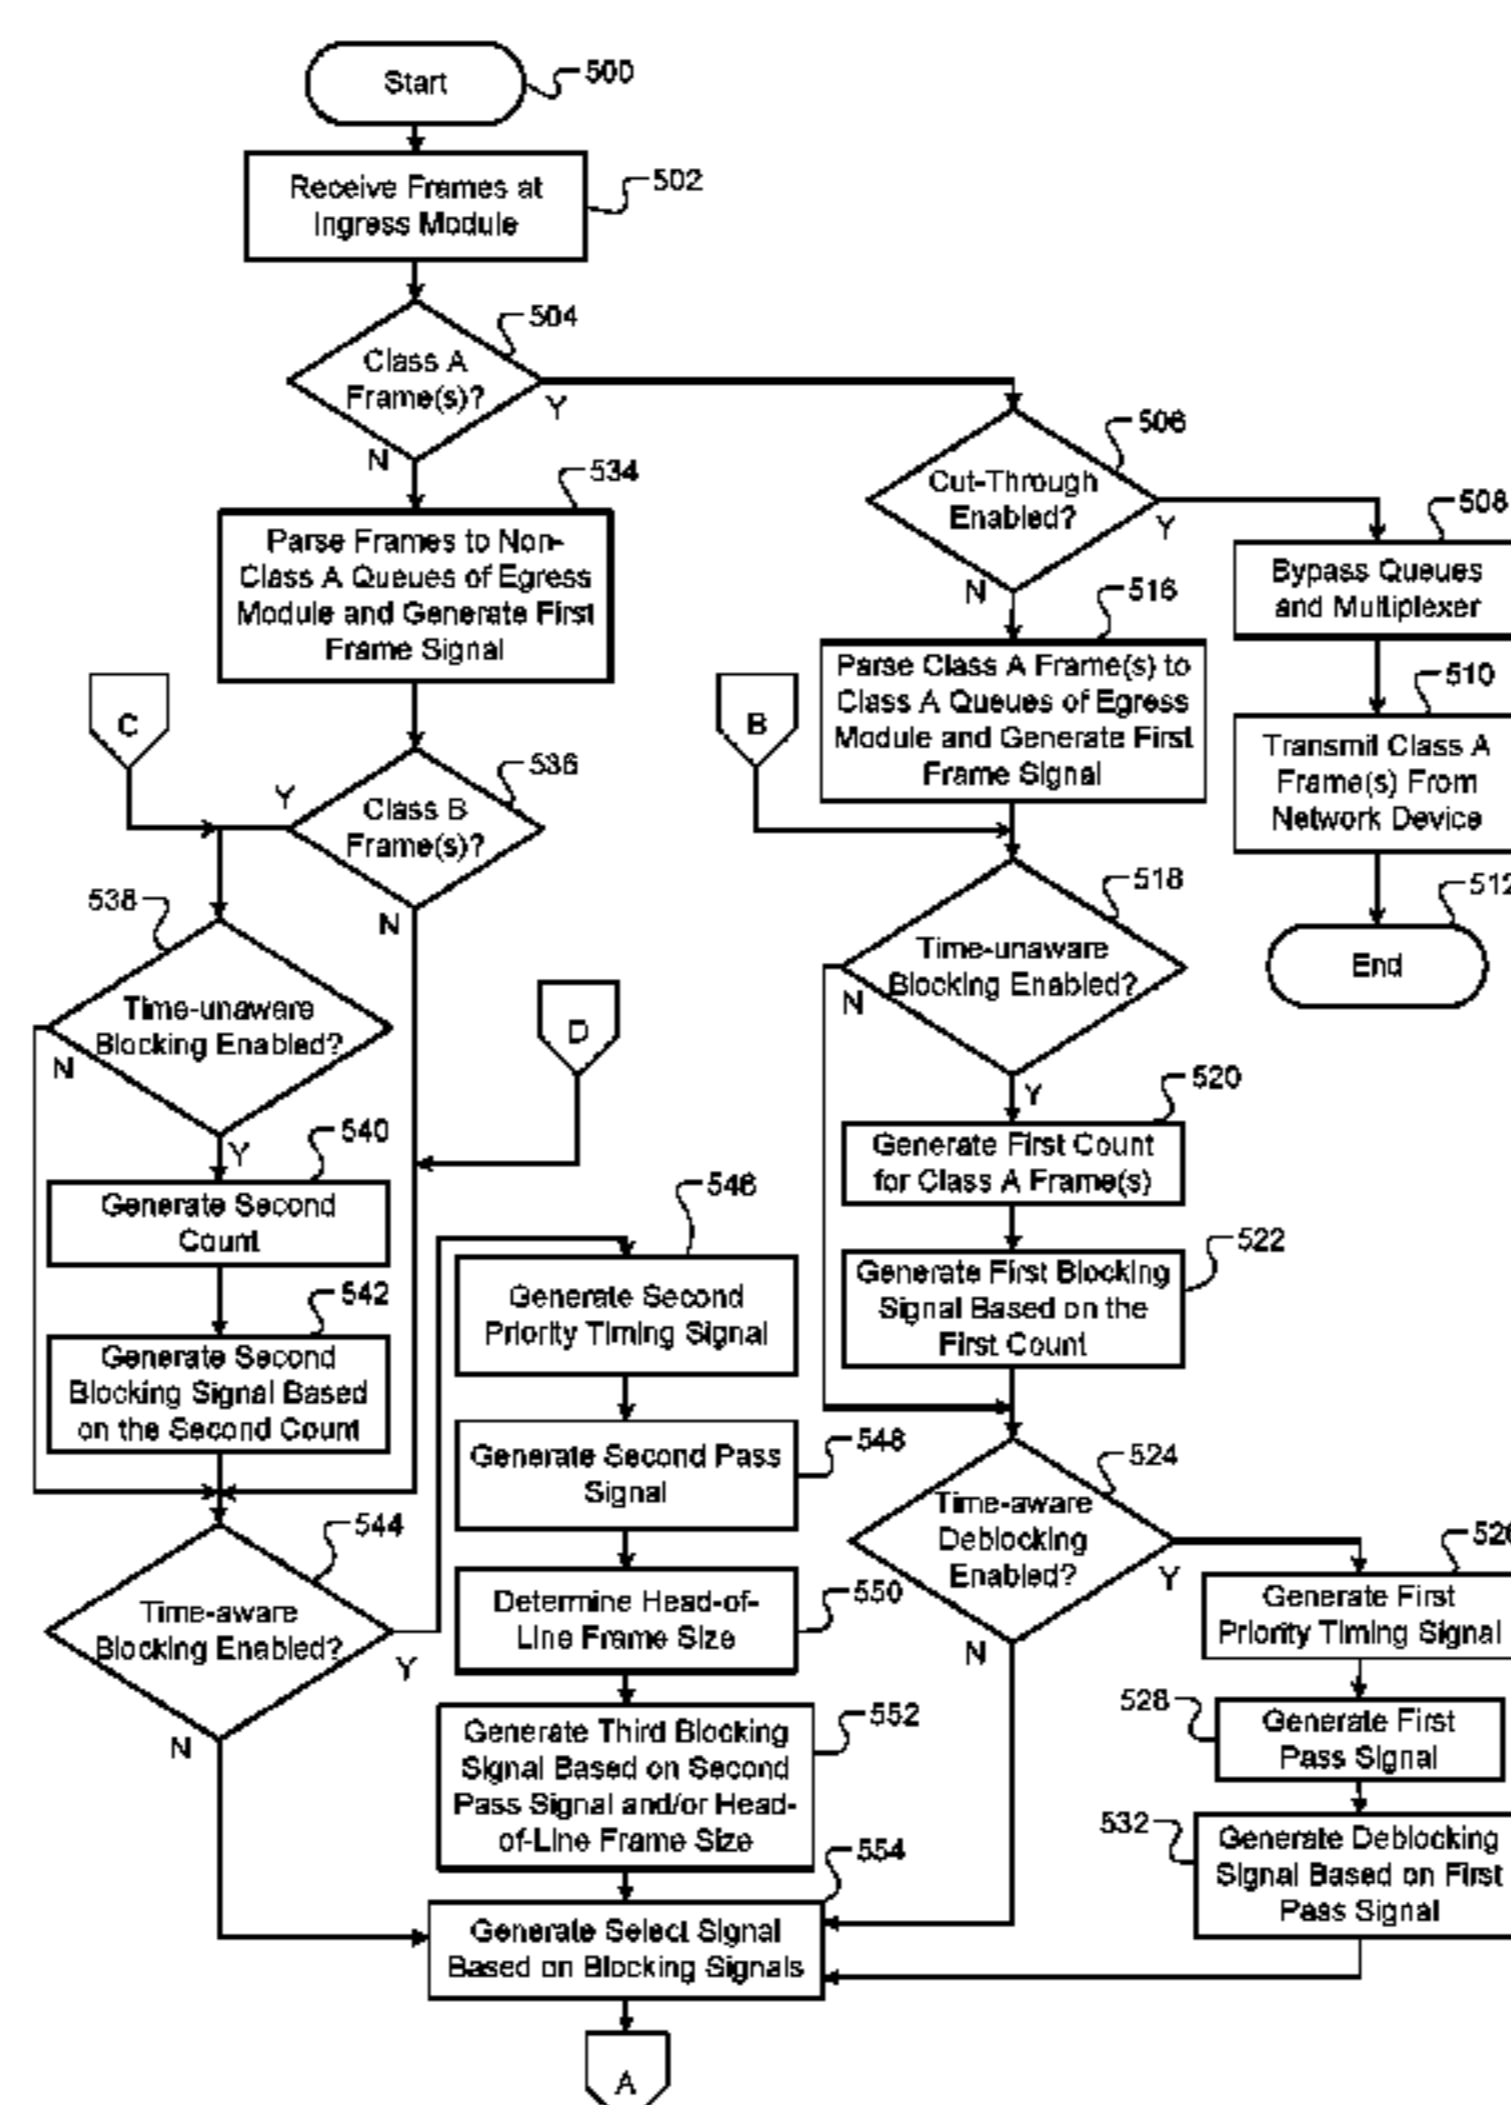 Start
500
Receive Frames at
Ingress Module
502
Class A
Frame(s)?
504
Y
N
Cut-Through
Enabled?
506
Y
N
508
Bypass Queues
and Multiplexer
510
Transmit Class A
Frame(s) From
Network Device
512
End
534
Parse Frames to Non-
Class A Queues of Egress
Module and Generate First
Frame Signal
516
Parse Class A Frame(s) to
Class A Queues of Egress
Module and Generate First
Frame Signal
C
B
536
Class B
Frame(s)?
Y
N
538
Time-unaware
Blocking Enabled?
N
Y
D
518
Time-unaware
Blocking Enabled?
N
Y
540
Generate Second
Count
542
Generate Second
Blocking Signal Based
on the Second Count
520
Generate First Count
for Class A Frame(s)
522
Generate First Blocking
Signal Based on the
First Count
546
Generate Second
Priority Timing Signal
548
Generate Second Pass
Signal
550
Determine Head-of-
Line Frame Size
552
Generate Third Blocking
Signal Based on Second
Pass Signal and/or Head-
of-Line Frame Size
544
Time-aware
Blocking Enabled?
Y
N
524
Time-aware
Deblocking
Enabled?
Y
N
Generate First
Priority Timing Signal
528
Generate First
Pass Signal
532
Generate Deblocking
Signal Based on First
Pass Signal
554
Generate Select Signal
Based on Blocking Signals
A